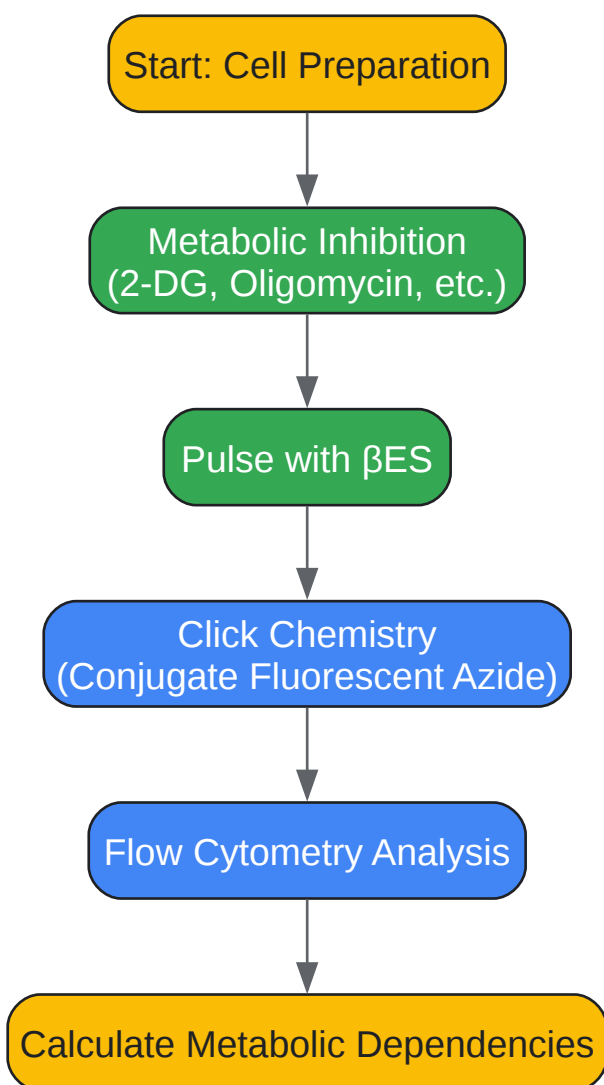 Start: Cell Preparation
Metabolic Inhibition
(2-DG, Oligomycin, etc.)
Pulse with βES
Click Chemistry
(Conjugate Fluorescent Azide)
Flow Cytometry Analysis
Calculate Metabolic Dependencies